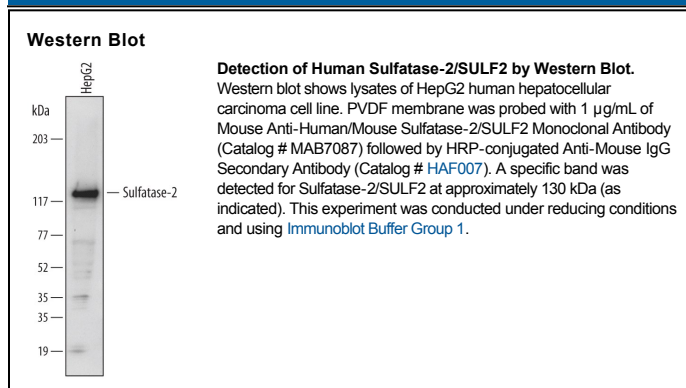 Western Blot
HepG2
kDa
203
117
77
52
35
35
19
Sulfatase-2
Detection of Human Sulfatase-2/SULF2 by Western Blot.
Western blot shows lysates of HepG2 human hepatocellular
carcinoma cell line. PVDF membrane was probed with 1 µg/mL of
Mouse Anti-Human/Mouse Sulfatase-2/SULF2 Monoclonal Antibody
(Catalog # MAB7087) followed by HRP-conjugated Anti-Mouse IgG
Secondary Antibody (Catalog # HAF007). A specific band was
detected for Sulfatase-2/SULF2 at approximately 130 kDa (as
indicated). This experiment was conducted under reducing conditions
and using Immunoblot Buffer Group 1.